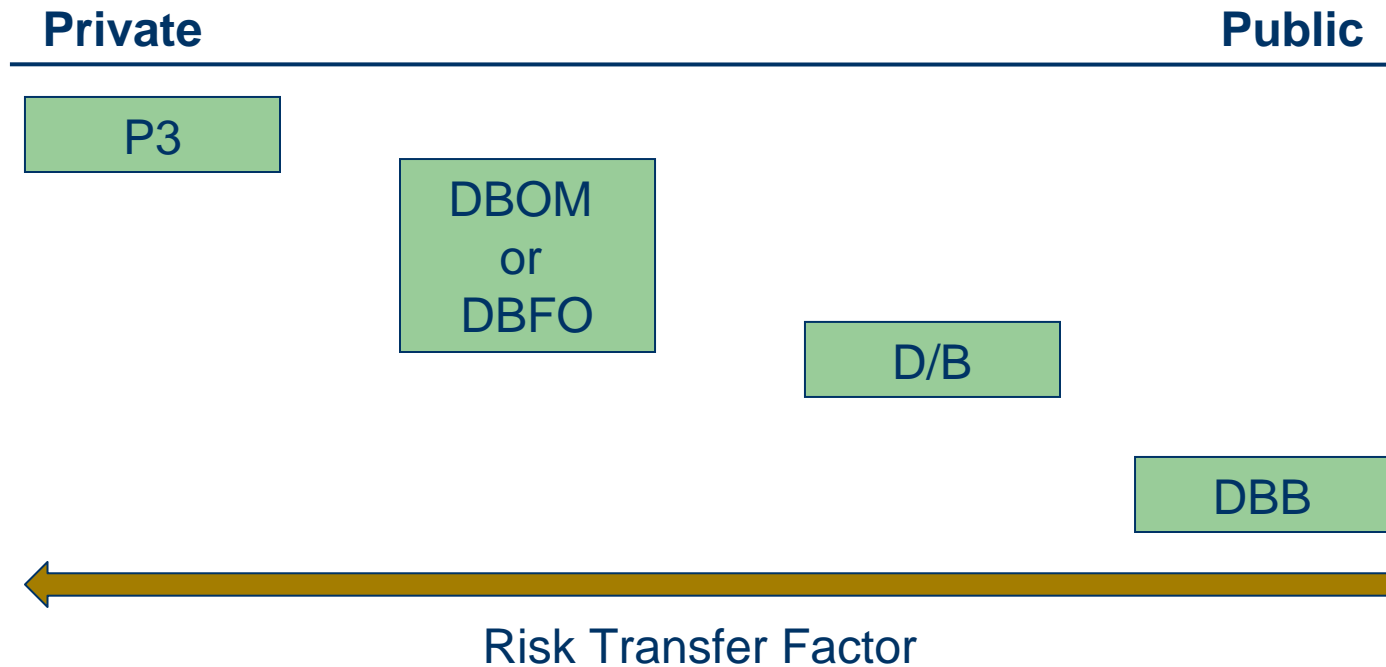 Private Public
P3
DBOM
or
DBFO
D/B
DBB
Risk Transfer Factor